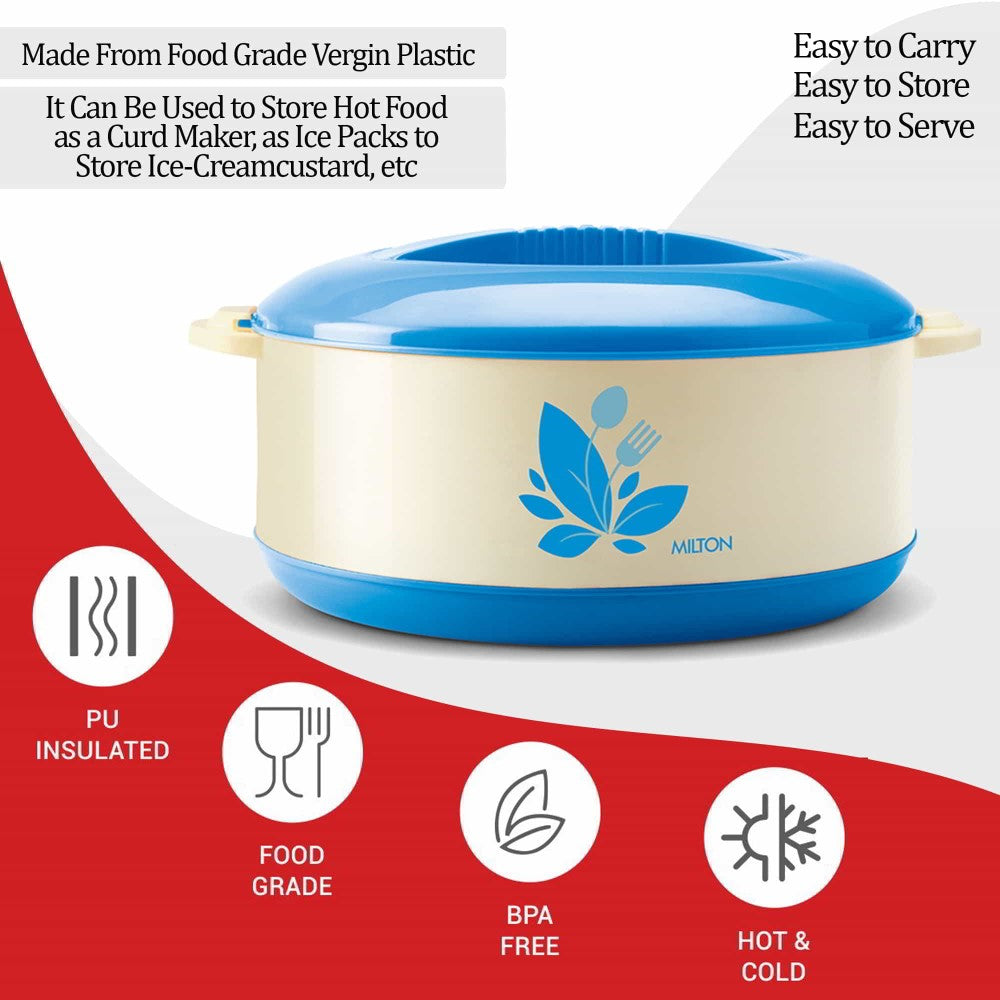 Made From Food Grade Vergin Plastic
It Can Be Used to Store Hot Food
as a Curd Maker, as Ice Packs to
Store Ice-Creamcustard, etc
Easy to Carry
Easy to Store
Easy to Serve
MILTON
PU
INSULATED
FOOD
GRADE
BPA
FREE
HOT &
COLD